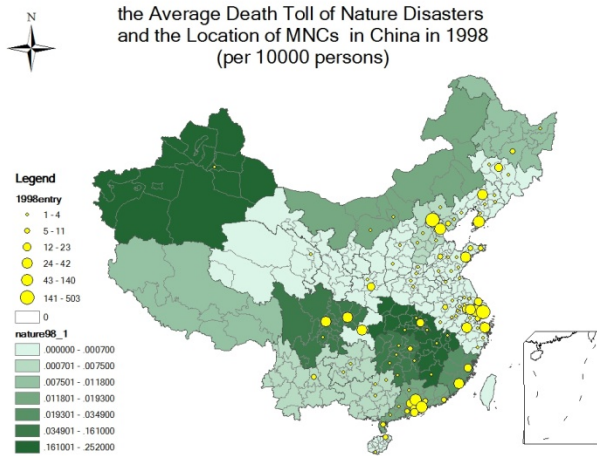 the Average Death Toll of Nature Disasters
and the Location of MNCs in China in 1998
(per 10000 persons)
Legend
1998entry
1 - 4
5 - 11
12 - 23
24 - 42
43 - 140
141 - 503
0
nature98_1
.000000 - .000700
.000701 - .007500
.007501 - .011800
.011801 - .019300
.019301 - .034900
.034901 - .161000
.161001 - .252000